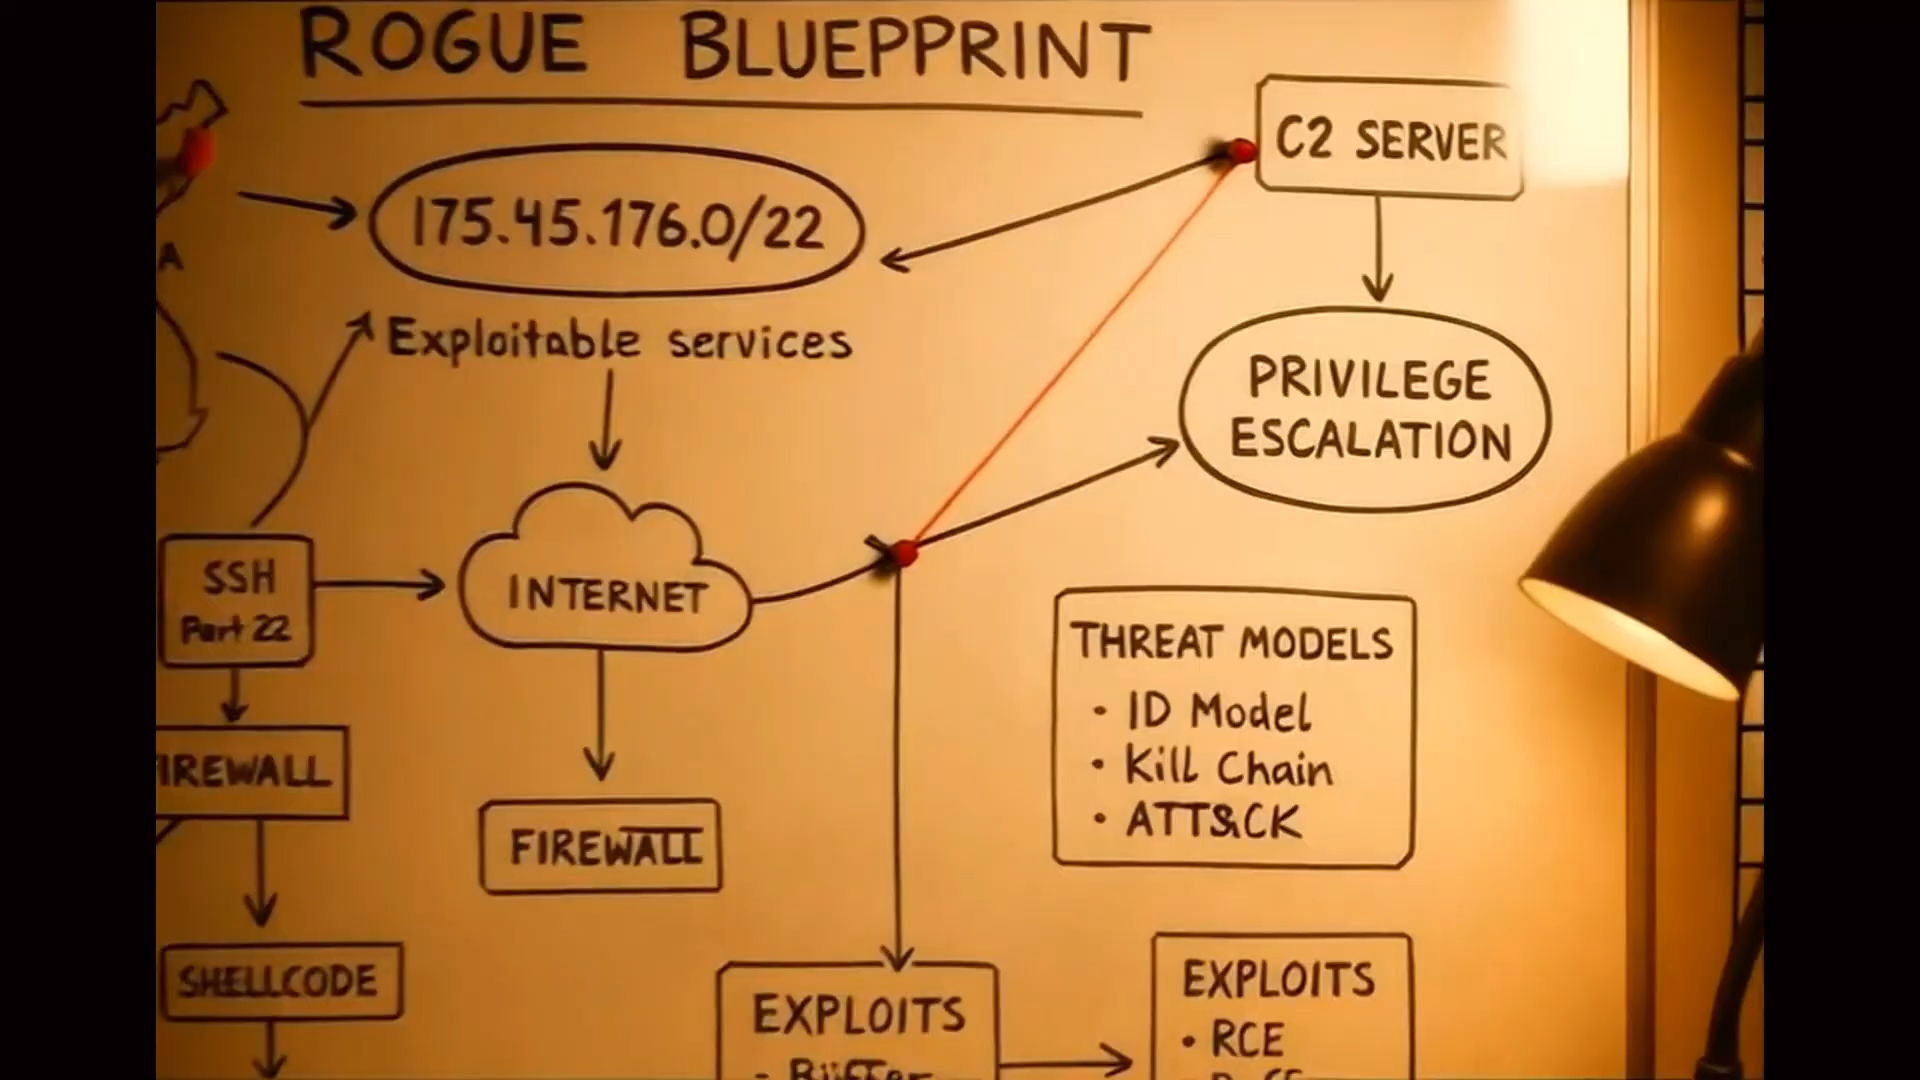 ROGUE BLUEPPRINT
C2 SERVER
175.45.176.0/22
A
Exploitable services
PRIVILEGE
ESCALATION
SSH
Port 22
INTERNET
THREAT MODELS
• ID Model
• Kill Chain
• ATT&CK
IREWALL
FIREWALL
SHELLCODE
EXPLOITS
EXPLOITS
• RCE